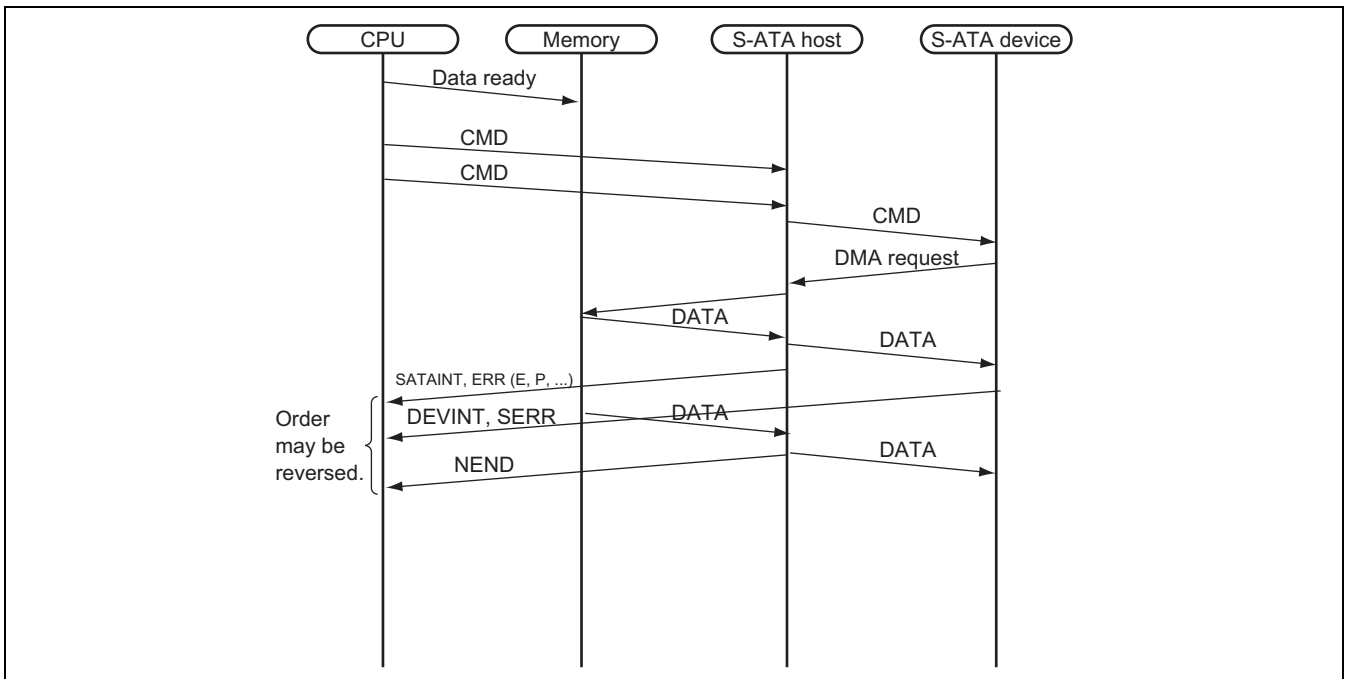 CPU
Memory
S-ATA host
S-ATA device
Data ready
CMD
CMD
CMD
DMA request
DATA
DATA
SATAINT, ERR (E, P, ...)
DEVINT, SERR
DATA
Order
may be
reversed.
NEND
DATA